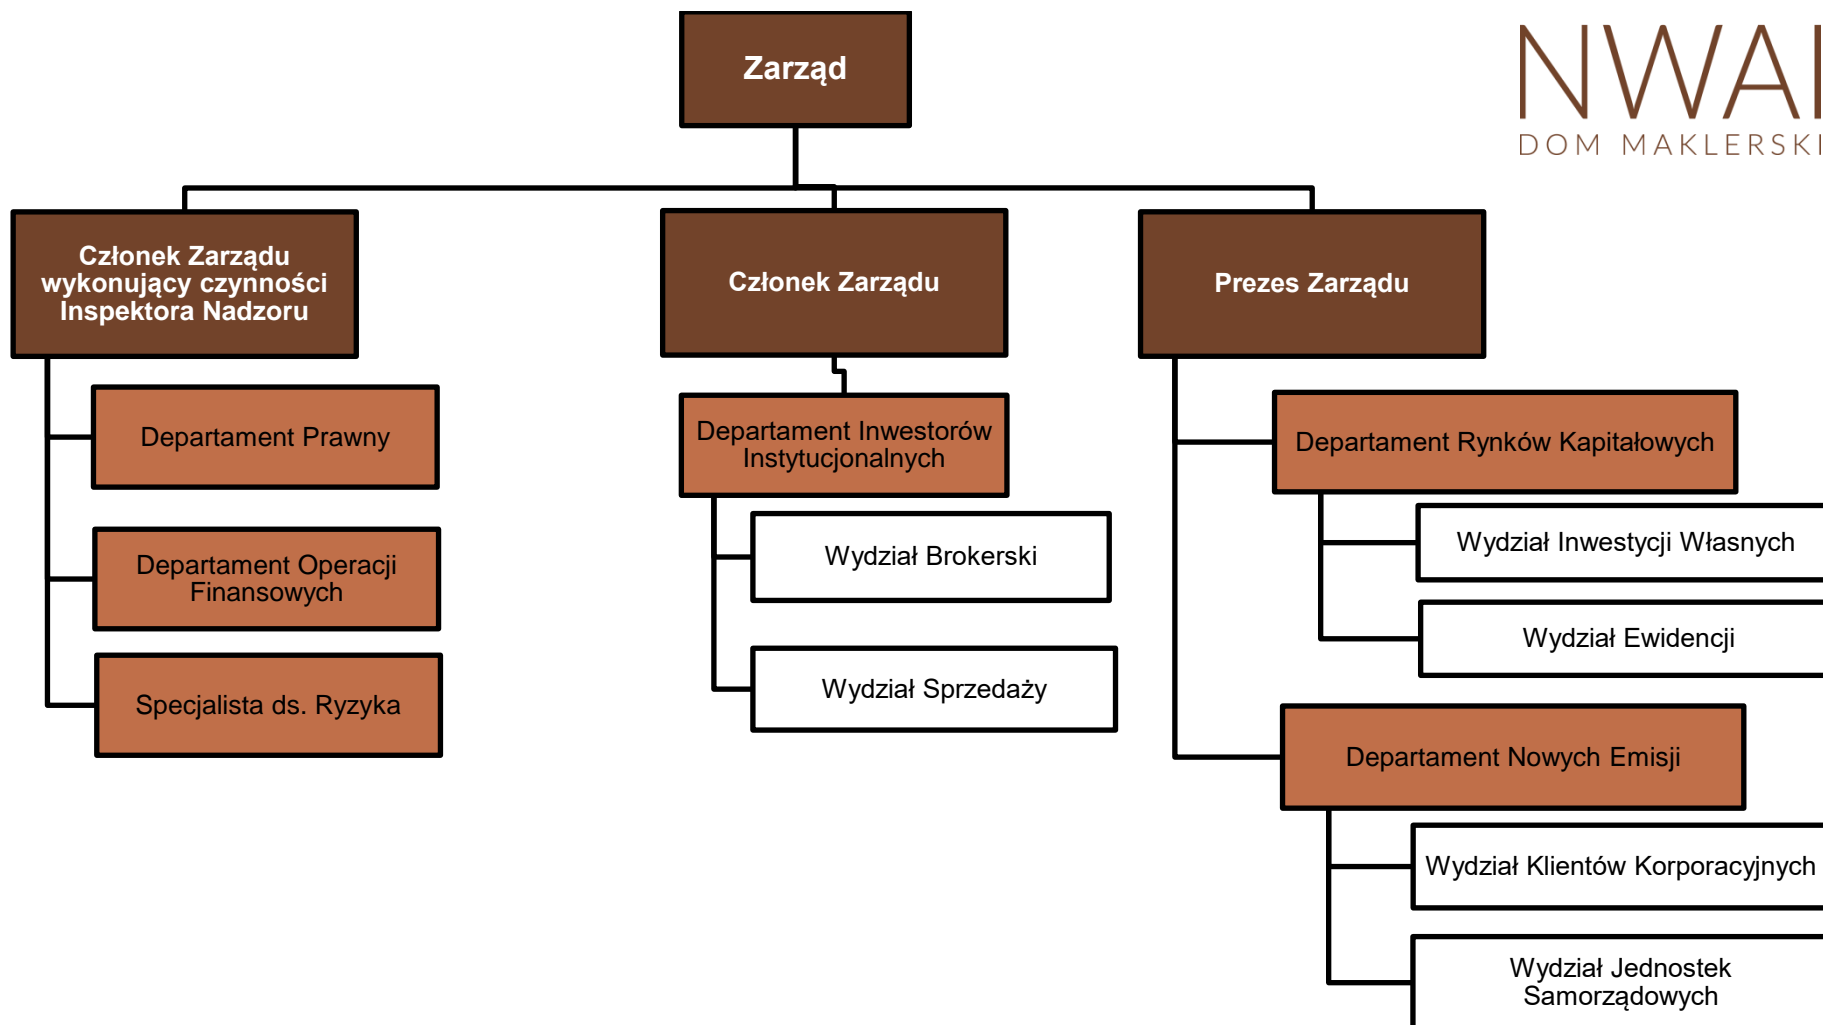 Zarząd
NWAI
DOM MAKLERSKI
Członek Zarządu
wykonujący czynności
Inspektora Nadzoru
Członek Zarządu
Prezes Zarządu
Departament Prawny
Departament Operacji
Finansowych
Specjalista ds. Ryzyka
Departament Inwestorów
Instytucjonalnych
Wydział Brokerski
Wydział Sprzedaży
Departament Rynków Kapitałowych
Wydział Inwestycji Własnych
Wydział Ewidencji
Departament Nowych Emisji
Wydział Klientów Korporacyjnych
Wydział Jednostek
Samorządowych